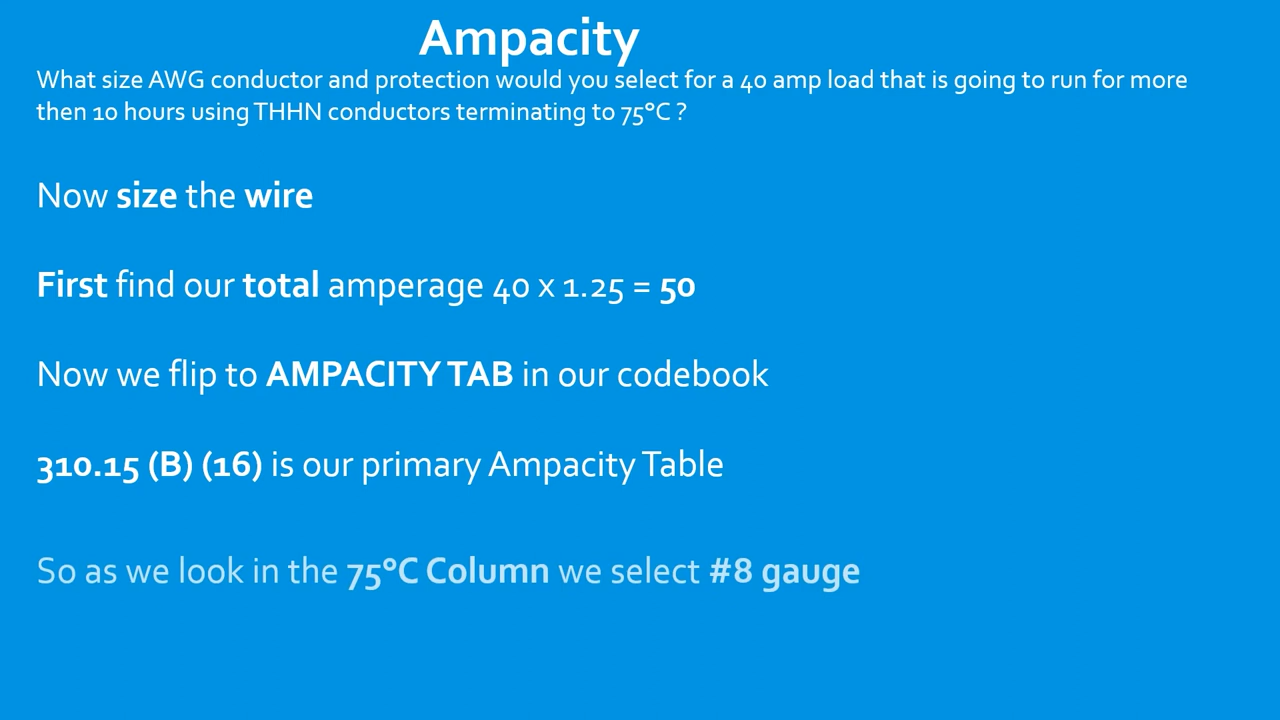 Ampacity
What size AWG conductor and protection would you select for a 40 amp load that is going to run for more
then 10 hours using THHN conductors terminating to 75°C ?
Now size the wire
First find our total amperage 40 x 1.25 = 50
Now we flip to AMPACITY TAB in our codebook
310.15 (B) (16) is our primary Ampacity Table
So as we look in the 75°C Column we select #8 gauge